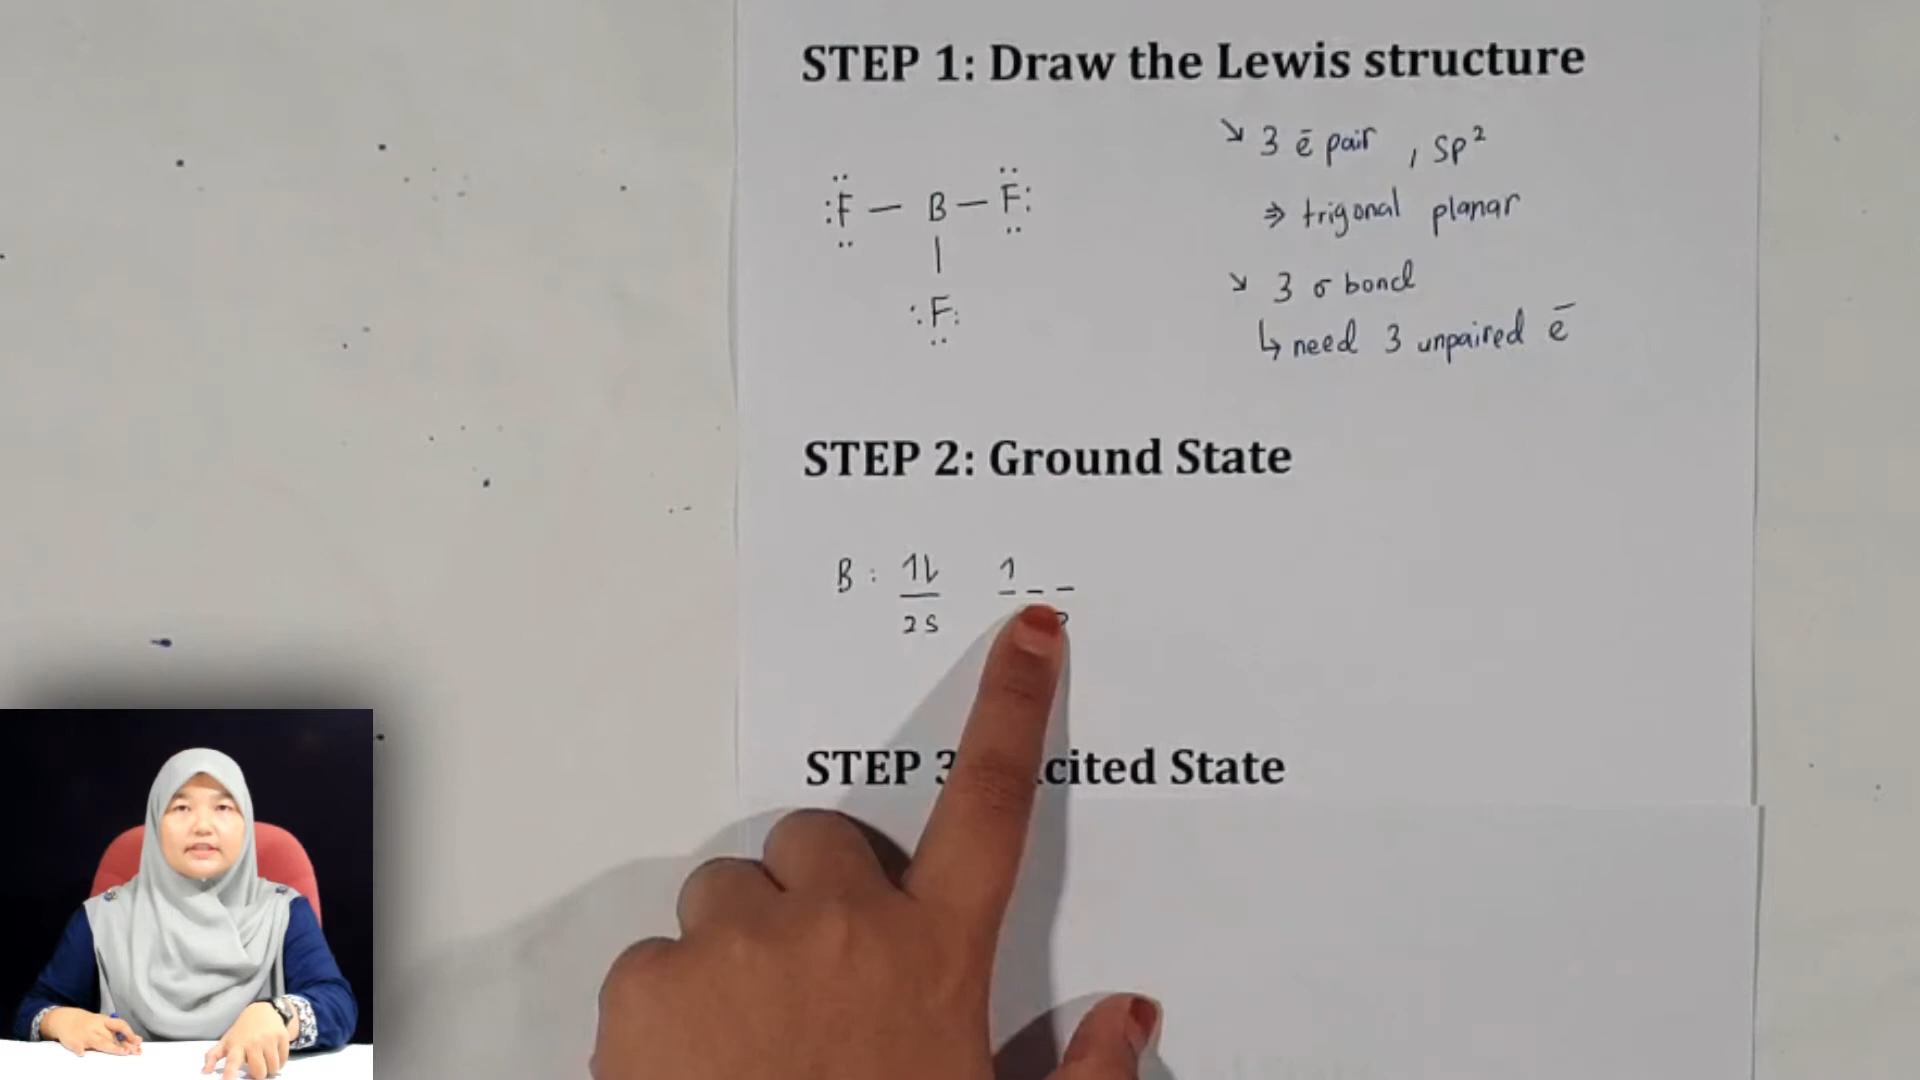 STEP 1: Draw the Lewis structure
↘ 3 ē pair , sp²
⇒ trigonal planar
:F̈ — B — F̈:
|
:F:
↘ 3 σ bond
↳ need 3 unpaired ē
STEP 2: Ground State
B : 1l 1 _ _
2s
STEP 3 cited State